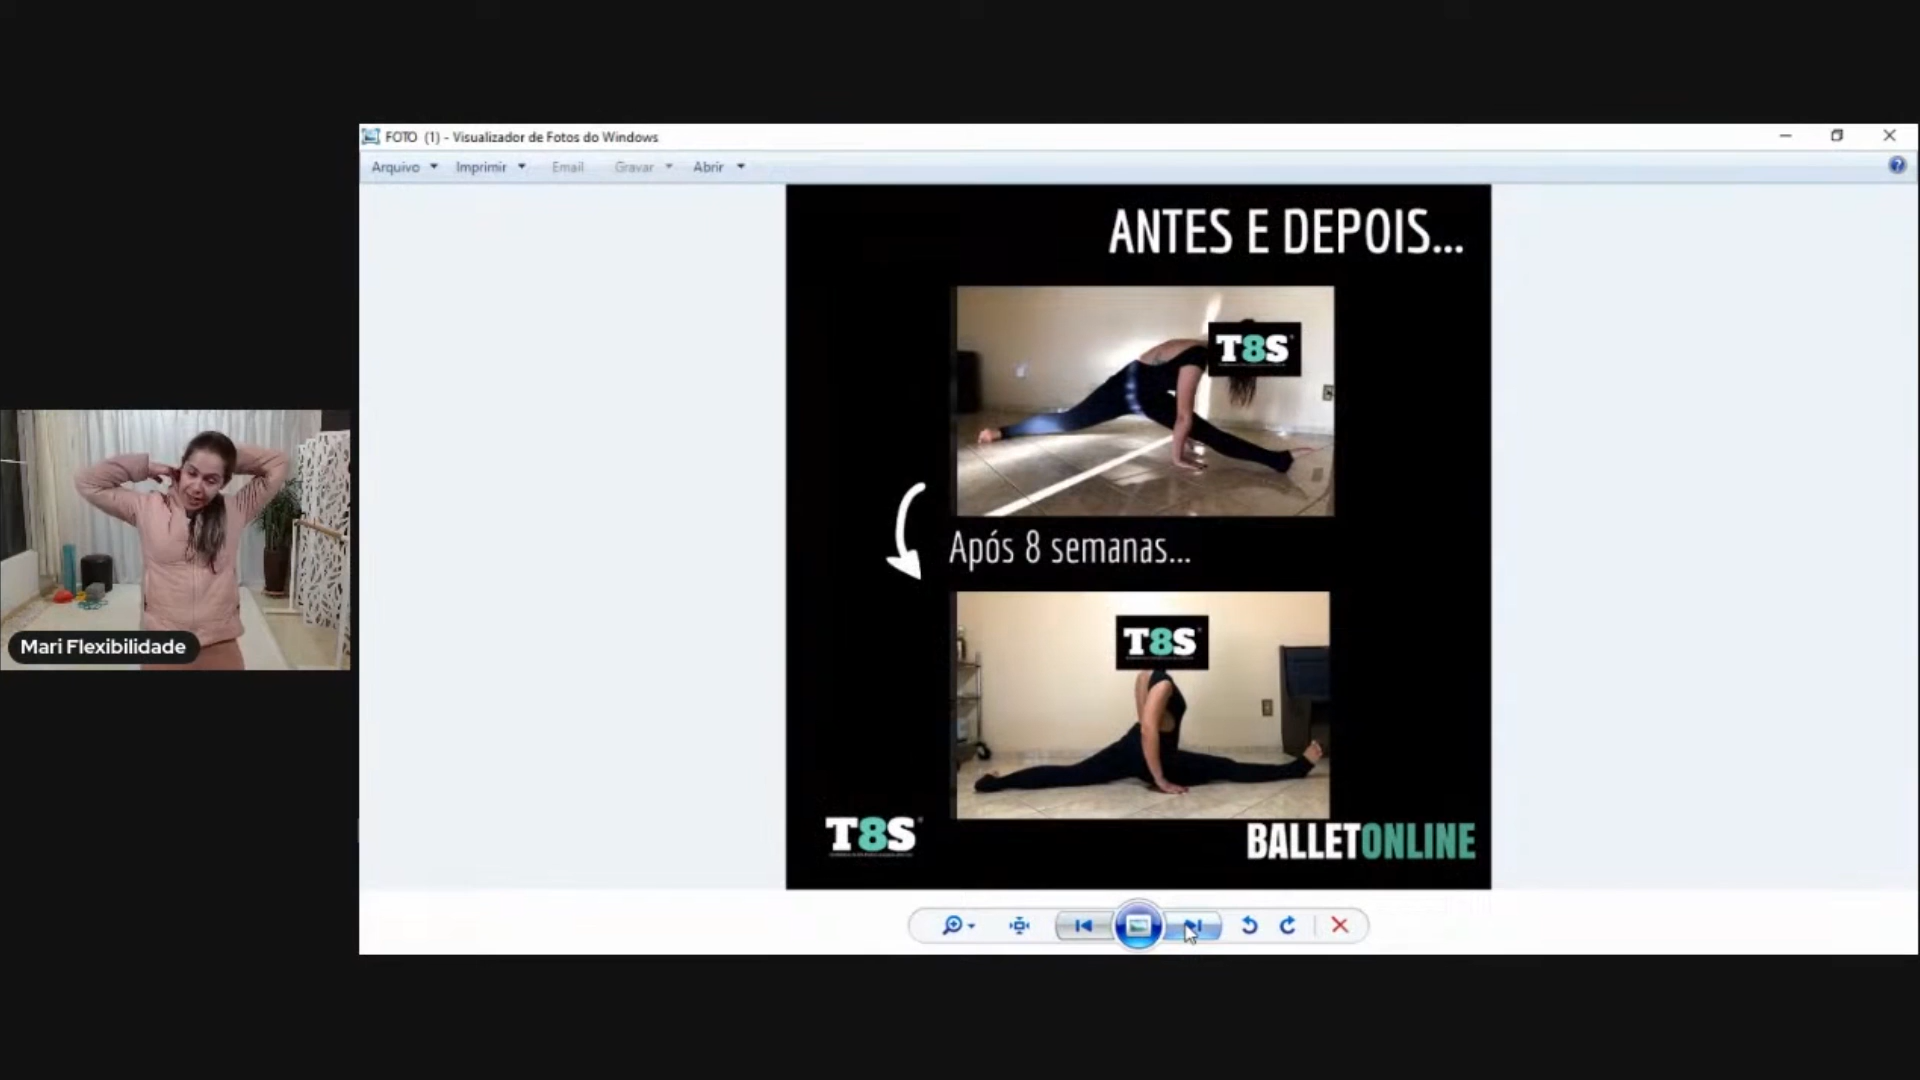 FOTO (1) - Visualizador de Fotos do Windows
Arquivo Imprimir Email Gravar Abrir
ANTES E DEPOIS...
T8S
Após 8 semanas...
T8S
Mari Flexibilidade
T8S
BALLETONLINE